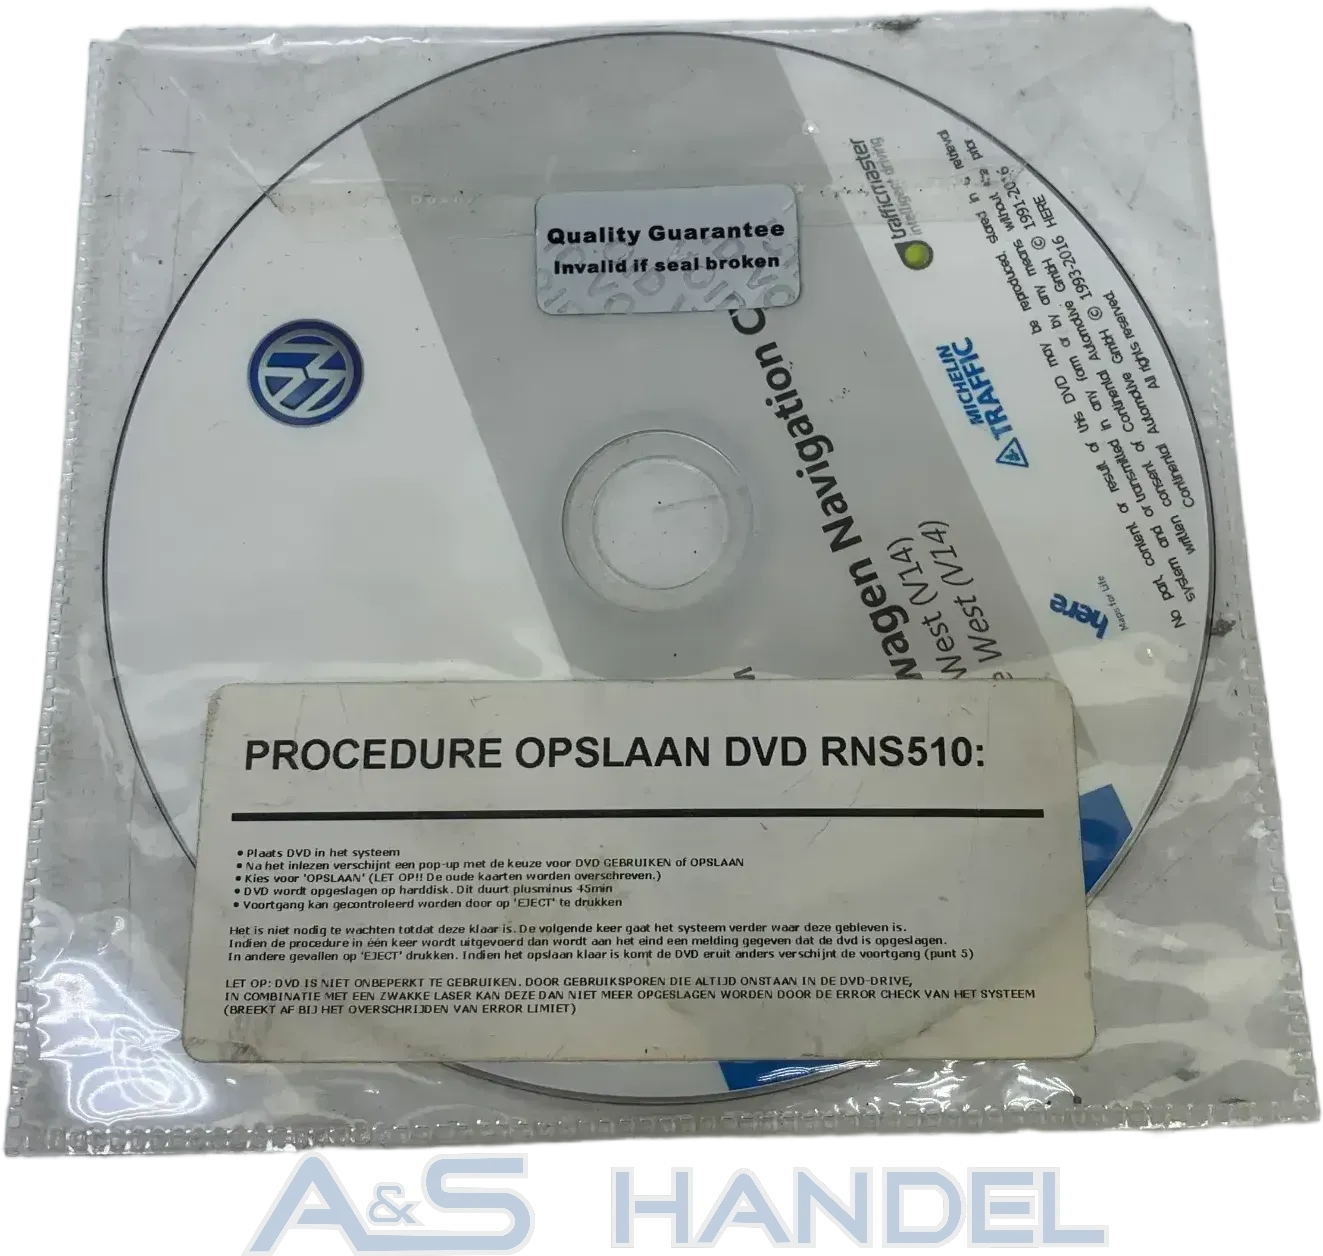 Quality Guarantee
Invalid if seal broken
trafficmaster
intelligent driving
MICHELIN
TRAFFIC
here
Maps for Life
No part, content or result of this DVD may be reproduced, stored in a retrieval
system and or transmitted in any form or by any means without the prior
written consent of Continental Automotive GmbH © 1991-2016
Continental Automotive GmbH © 1993-2016 HERE
All rights reserved.
wagen Navigation C
West (V14)
e West (V14)
PROCEDURE OPSLAAN DVD RNS510:
• Plaats DVD in het systeem
• Na het inlezen verschijnt een pop-up met de keuze voor DVD GEBRUIKEN of OPSLAAN
• Kies voor 'OPSLAAN' (LET OP!! De oude kaarten worden overschreven.)
• DVD wordt opgeslagen op harddisk. Dit duurt plusminus 45min
• Voortgang kan gecontroleerd worden door op 'EJECT' te drukken
Het is niet nodig te wachten totdat deze klaar is. De volgende keer gaat het systeem verder waar deze gebleven is.
Indien de procedure in één keer wordt uitgevoerd dan wordt aan het eind een melding gegeven dat de dvd is opgeslagen.
In andere gevallen op 'EJECT' drukken. Indien het opslaan klaar is komt de DVD eruit anders verschijnt de voortgang (punt 5)
LET OP: DVD IS NIET ONBEPERKT TE GEBRUIKEN. DOOR GEBRUIKSPOREN DIE ALTIJD ONSTAAN IN DE DVD-DRIVE,
IN COMBINATIE MET EEN ZWAKKE LASER KAN DEZE DAN NIET MEER OPGESLAGEN WORDEN DOOR DE ERROR CHECK VAN HET SYSTEEM
(BREEKT AF BIJ HET OVERSCHRIJDEN VAN ERROR LIMIET)
A&S HANDEL